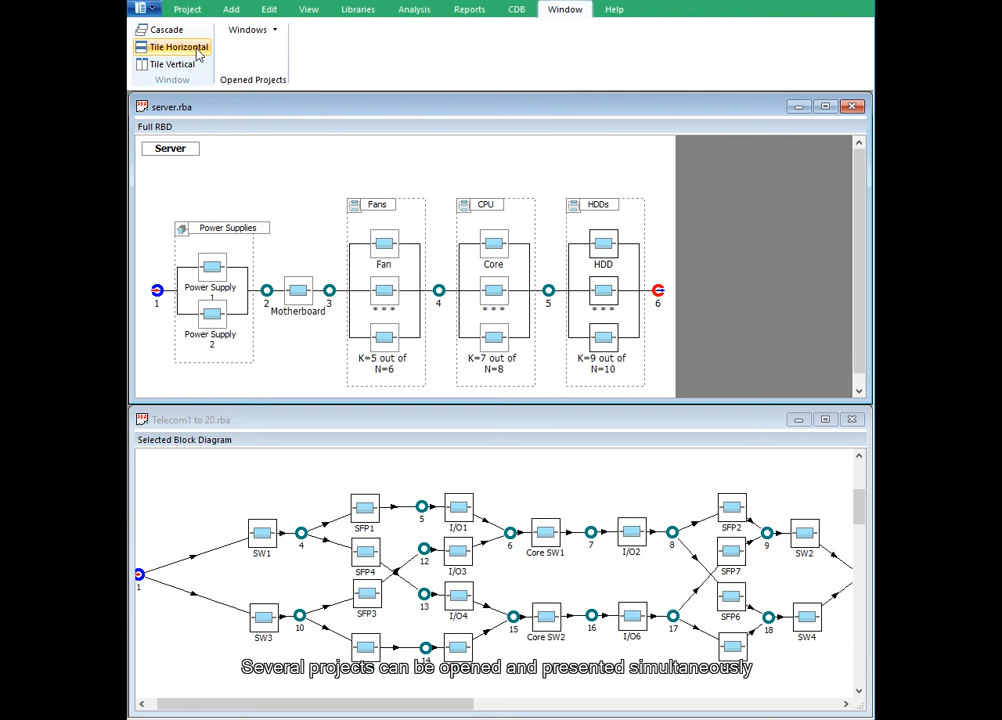 Project Add Edit View Libraries Analysis Reports CDB Window Help
Cascade
Tile Horizontal
Tile Vertical
Window
Windows
Opened Projects
server.rba
Full RBD
Server
Power Supplies
Power Supply
1
Power Supply
2
Motherboard
Fans
Fan
* * *
K=5 out of
N=6
CPU
Core
* * *
K=7 out of
N=8
HDDs
HDD
* * *
K=9 out of
N=10
1 2 3 4 5 6
Telecom1 to 20.rba
Selected Block Diagram
1
SW1
4
SFP1
5
I/O1
SFP4
12
I/O3
6
Core SW1
7
I/O2
8
SFP2
9
SW2
SFP7
SW3
10
SFP3
13
I/O4
15
Core SW2
16
I/O6
17
SFP6
18
SW4
14
Several projects can be opened and presented simultaneously